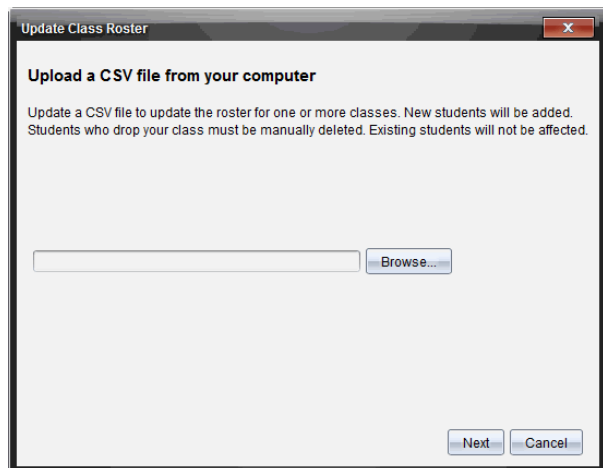 Update Class Roster
Upload a CSV file from your computer
Update a CSV file to update the roster for one or more classes. New students will be added.
Students who drop your class must be manually deleted. Existing students will not be affected.
Browse...
Next Cancel